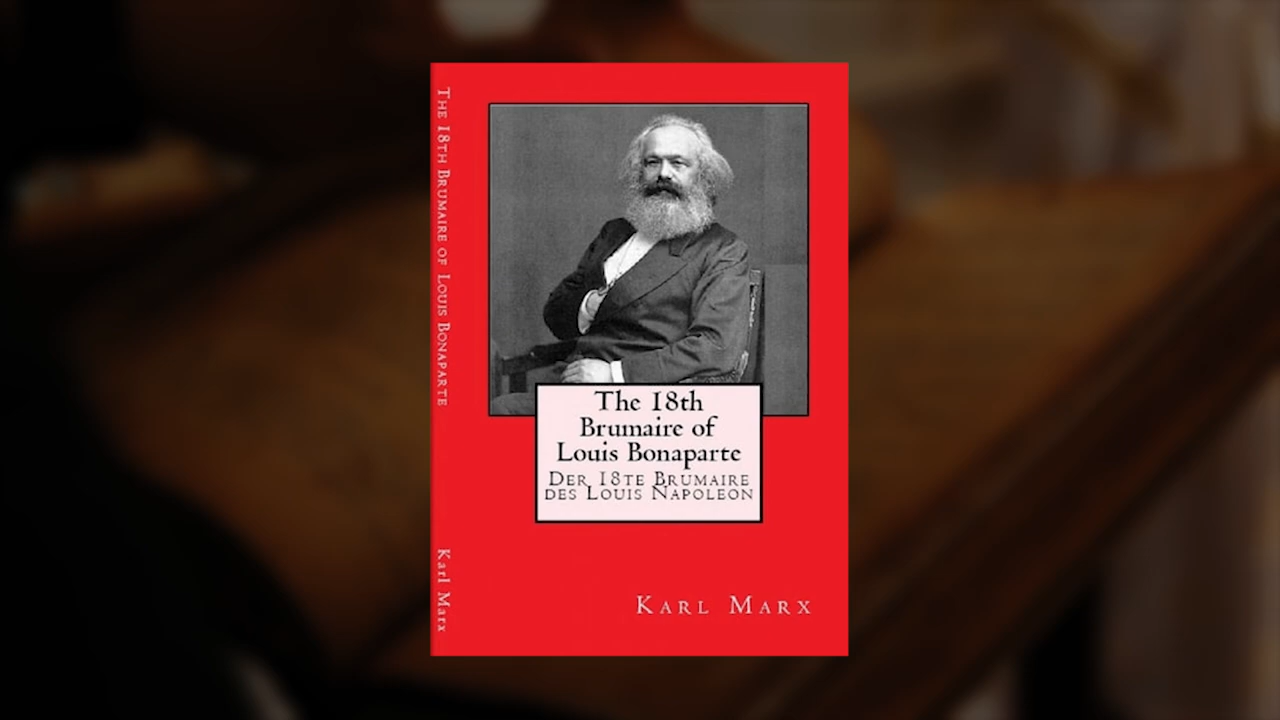 The 18th Brumaire of Louis Bonaparte
Karl Marx
The 18th
Brumaire of
Louis Bonaparte
Der 18te Brumaire
des Louis Napoleon
Karl Marx